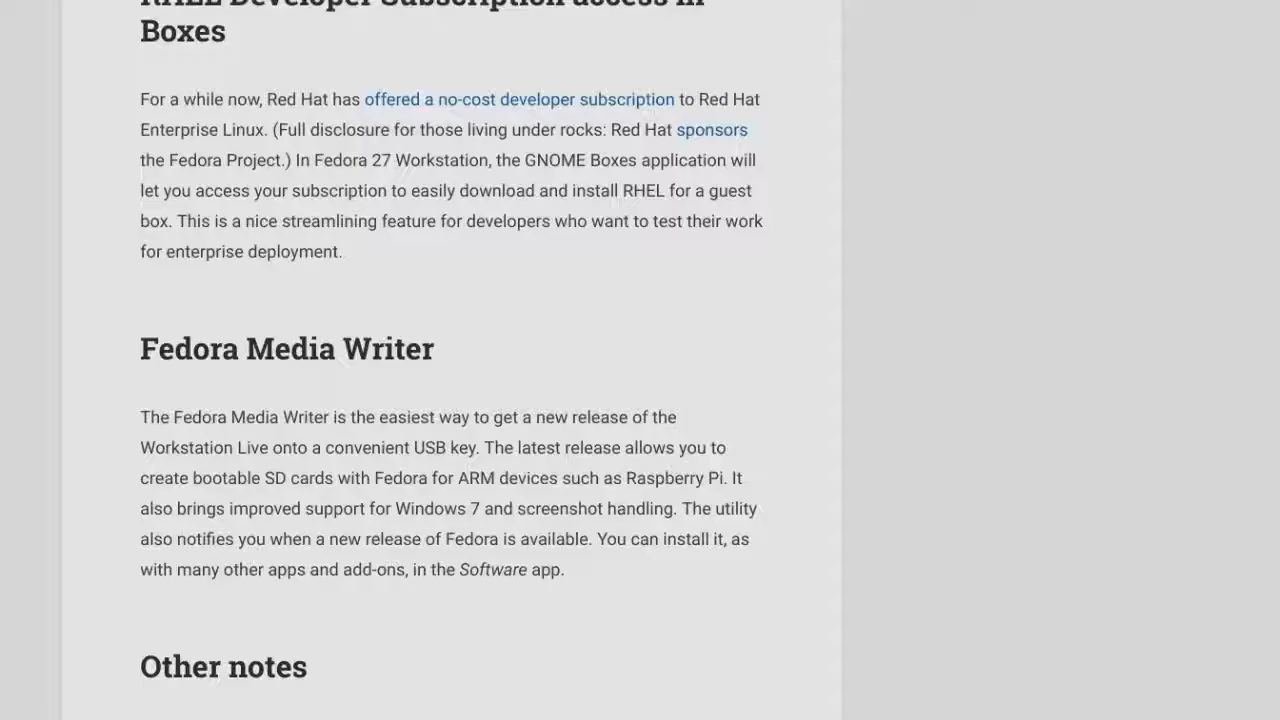 RHEL Developer Subscription access in
Boxes
For a while now, Red Hat has offered a no-cost developer subscription to Red Hat
Enterprise Linux. (Full disclosure for those living under rocks: Red Hat sponsors
the Fedora Project.) In Fedora 27 Workstation, the GNOME Boxes application will
let you access your subscription to easily download and install RHEL for a guest
box. This is a nice streamlining feature for developers who want to test their work
for enterprise deployment.
Fedora Media Writer
The Fedora Media Writer is the easiest way to get a new release of the
Workstation Live onto a convenient USB key. The latest release allows you to
create bootable SD cards with Fedora for ARM devices such as Raspberry Pi. It
also brings improved support for Windows 7 and screenshot handling. The utility
also notifies you when a new release of Fedora is available. You can install it, as
with many other apps and add-ons, in the Software app.
Other notes